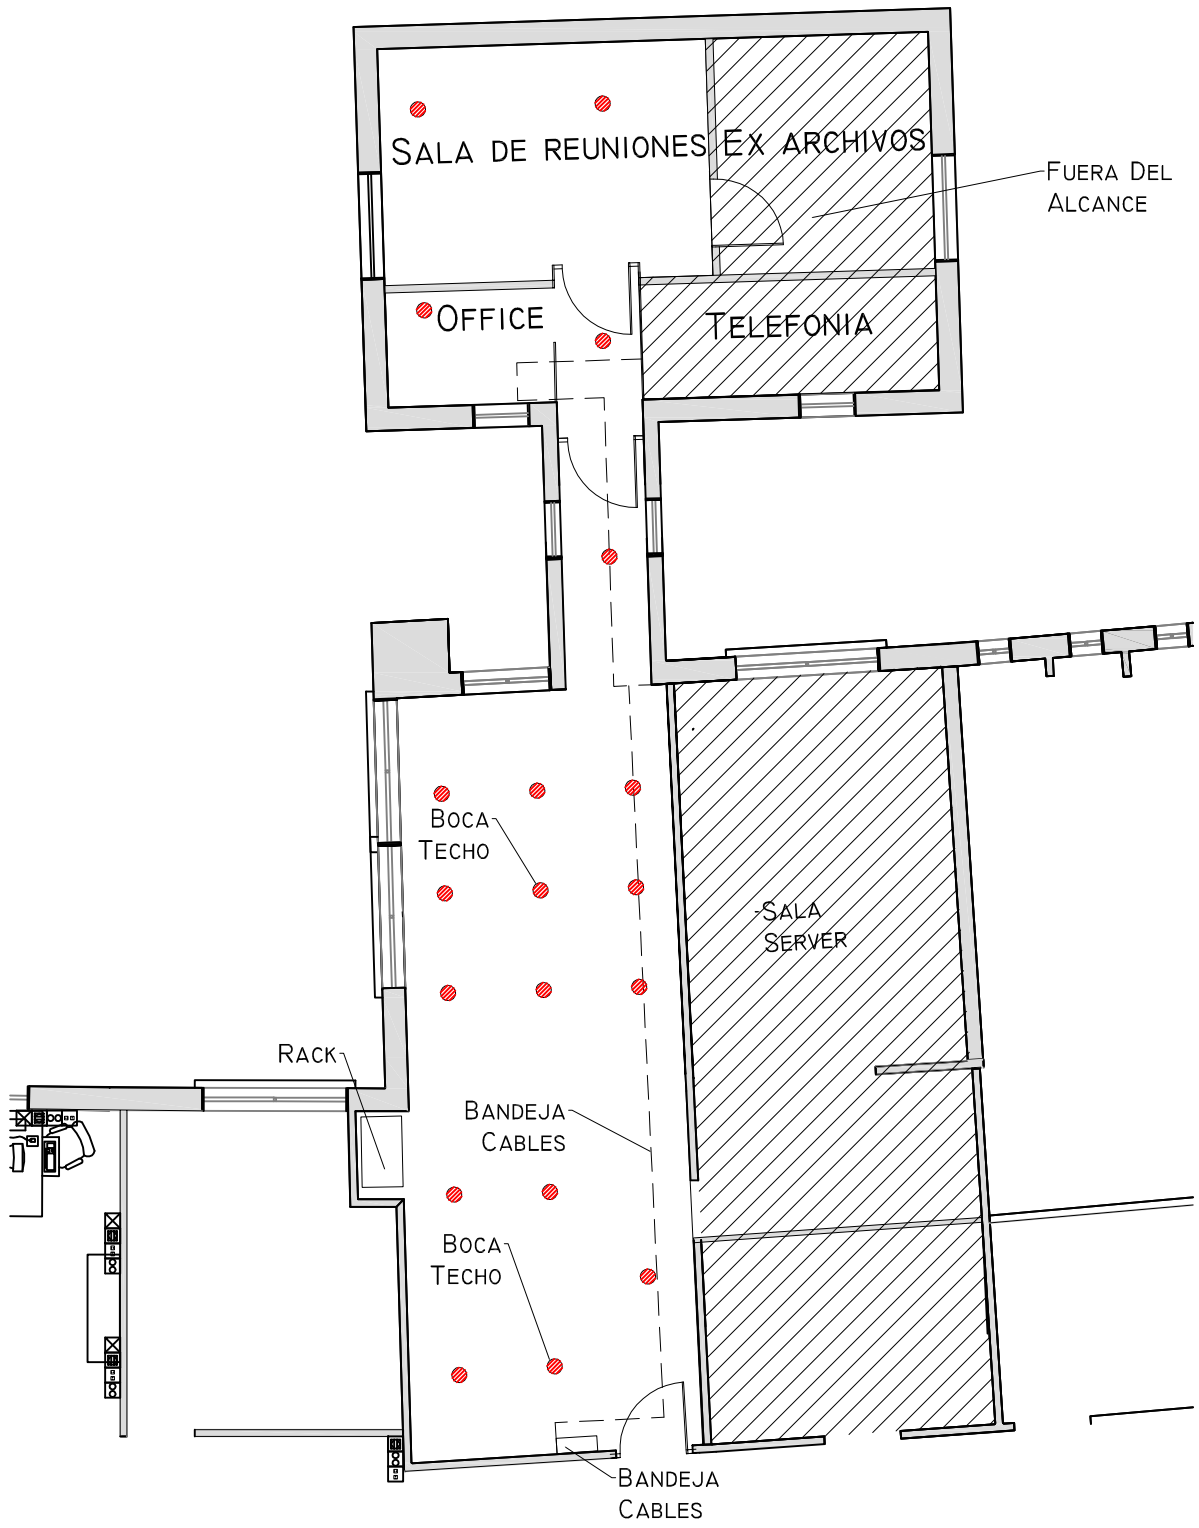 SALA DE REUNIONES
EX ARCHIVOS
FUERA DEL
ALCANCE
OFFICE
TELEFONIA
BOCA
TECHO
-SALA
SERVER
RACK
BANDEJA
CABLES
BOCA
TECHO
BANDEJA
CABLES